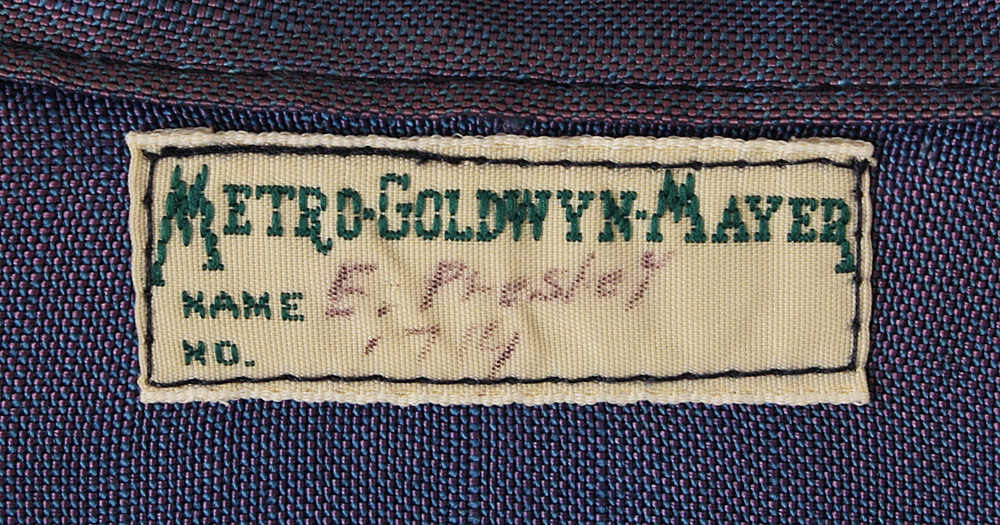 METRO-GOLDWYN-MAYER
NAME E. Presley
NO.